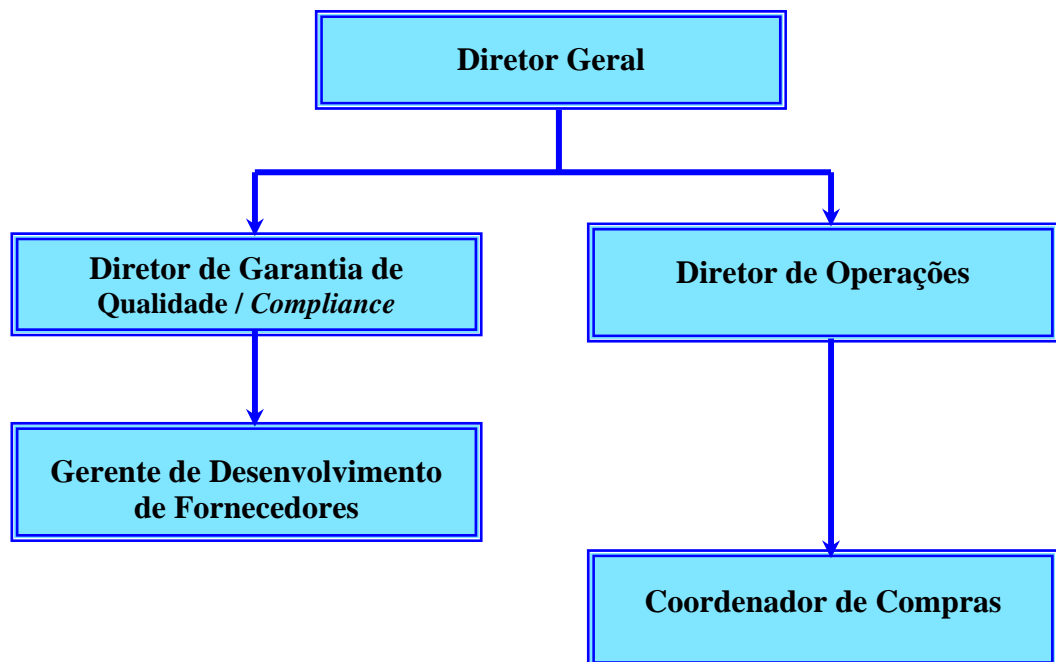 Diretor Geral
Diretor de Garantia de
Qualidade / Compliance
Diretor de Operações
Gerente de Desenvolvimento
de Fornecedores
Coordenador de Compras